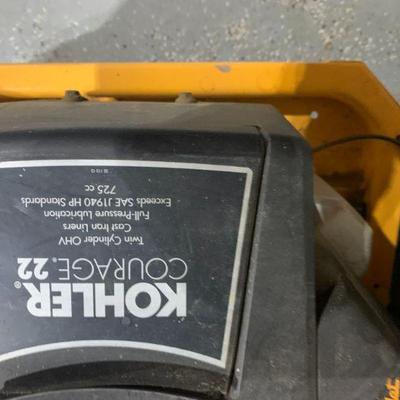 KOHLER®
COURAGE. 22
Twin Cylinder OHV
Cast Iron Liners
Full-Pressure Lubrication
Exceeds SAE J1940 HP Standards
725 cc